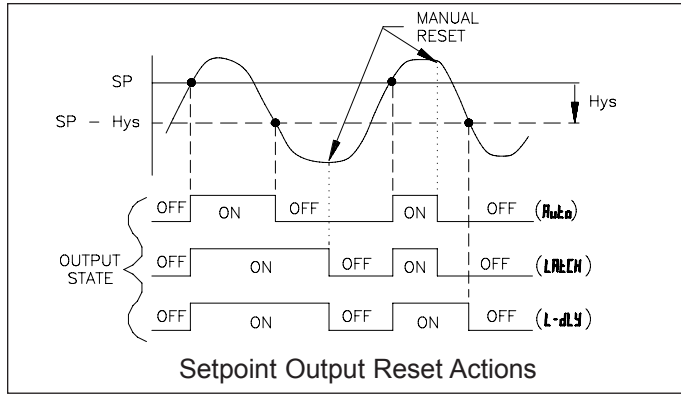 MANUAL
RESET
SP
Hys
SP – Hys
OFF ON OFF ON OFF (Auto)
OUTPUT
STATE
OFF ON OFF ON OFF (LAtCH)
OFF ON OFF ON OFF (L-dLY)
Setpoint Output Reset Actions